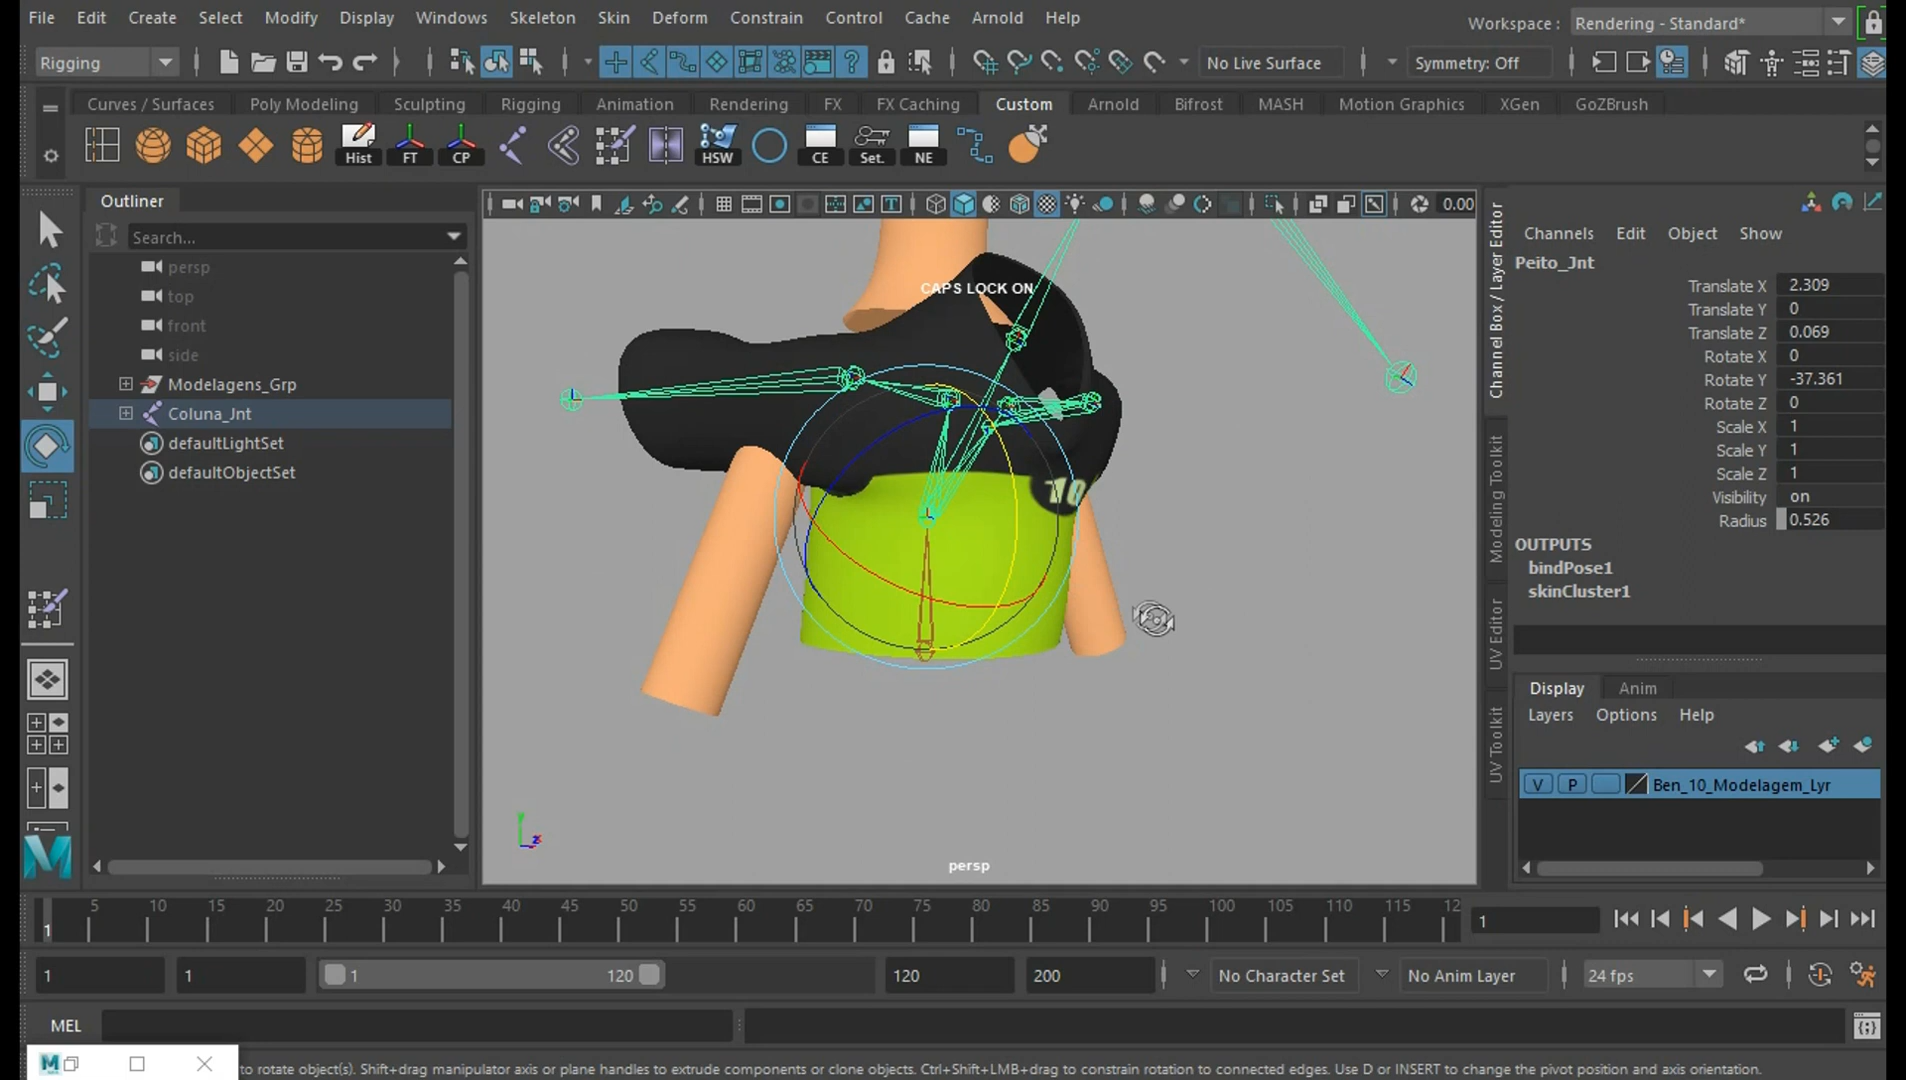 File Edit Create Select Modify Display Windows Skeleton Skin Deform Constrain Control Cache Arnold Help
Workspace : Rendering - Standard*
Rigging
No Live Surface
Symmetry: Off
Curves / Surfaces Poly Modeling Sculpting Rigging Animation Rendering FX FX Caching Custom Arnold Bifrost MASH Motion Graphics XGen GoZBrush
Hist FT CP HSW CE Set. NE
Outliner
Search...
persp
top
front
side
Modelagens_Grp
Coluna_Jnt
defaultLightSet
defaultObjectSet
0.00
CAPS LOCK ON
10
persp
Channel Box / Layer Editor
Modeling Toolkit
UV Editor
UV Toolkit
Channels Edit Object Show
Peito_Jnt
Translate X 2.309
Translate Y 0
Translate Z 0.069
Rotate X 0
Rotate Y -37.361
Rotate Z 0
Scale X 1
Scale Y 1
Scale Z 1
Visibility on
Radius 0.526
OUTPUTS
bindPose1
skinCluster1
Display Anim
Layers Options Help
V P Ben_10_Modelagem_Lyr
5 10 15 20 25 30 35 40 45 50 55 60 65 70 75 80 85 90 95 100 105 110 115 12
1
1
1 1 1 120 120 200 No Character Set No Anim Layer 24 fps
MEL
to rotate object(s). Shift+drag manipulator axis or plane handles to extrude components or clone objects. Ctrl+Shift+LMB+drag to constrain rotation to connected edges. Use D or INSERT to change the pivot position and axis orientation.